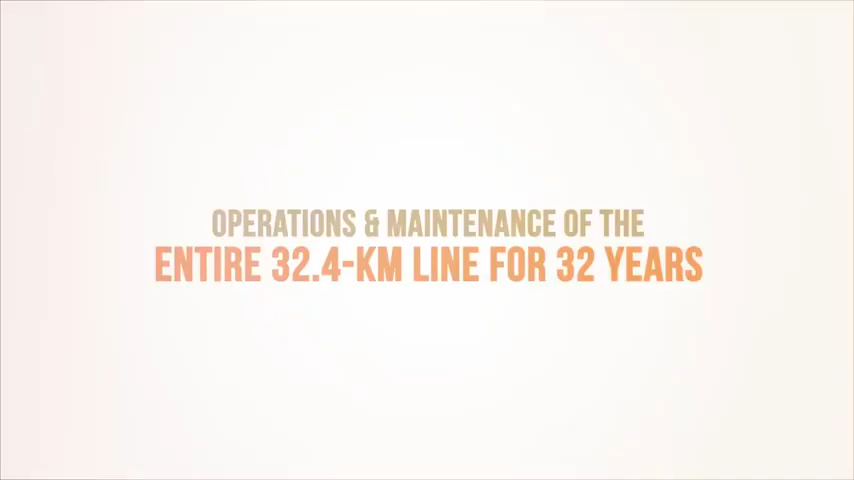 OPERATIONS & MAINTENANCE OF THE
ENTIRE 32.4-KM LINE FOR 32 YEARS